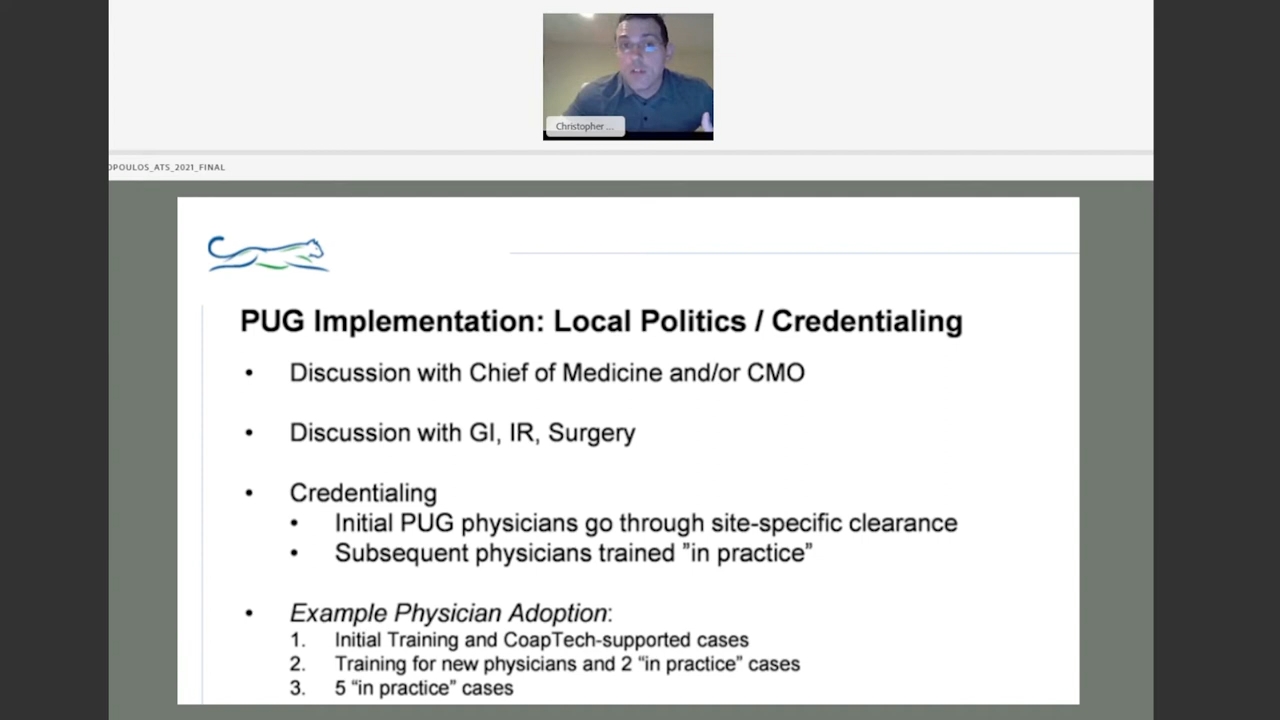 Christopher ...
OPOULOS_ATS_2021_FINAL
PUG Implementation: Local Politics / Credentialing
• Discussion with Chief of Medicine and/or CMO
• Discussion with GI, IR, Surgery
• Credentialing
• Initial PUG physicians go through site-specific clearance
• Subsequent physicians trained ”in practice”
• Example Physician Adoption:
1. Initial Training and CoapTech-supported cases
2. Training for new physicians and 2 “in practice” cases
3. 5 “in practice” cases